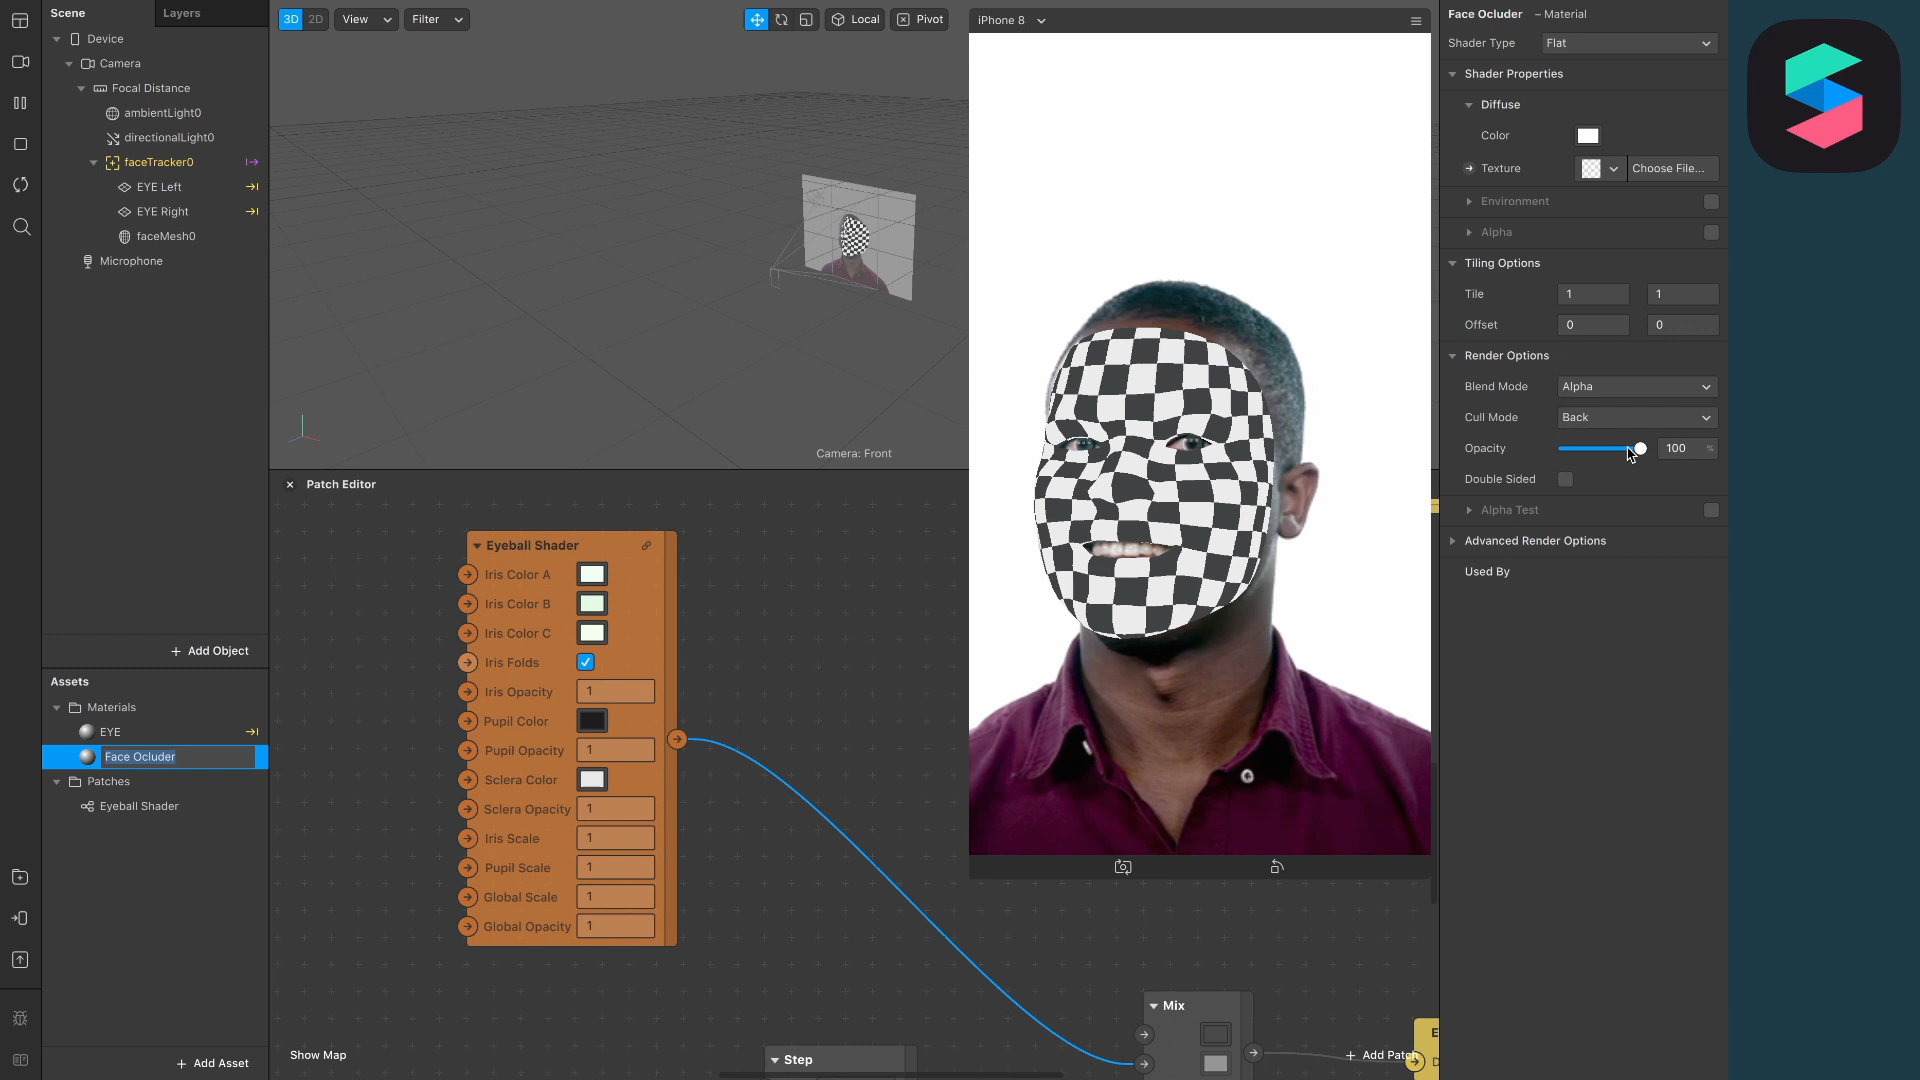 Scene
Layers
Device
Camera
Focal Distance
ambientLight0
directionalLight0
faceTracker0
EYE Left
EYE Right
faceMesh0
Microphone
+ Add Object
Assets
Materials
EYE
Face Ocluder
Patches
Eyeball Shader
+ Add Asset
3D 2D
View
Filter
Local
Pivot
Camera: Front
Patch Editor
Eyeball Shader
Iris Color A
Iris Color B
Iris Color C
Iris Folds
Iris Opacity 1
Pupil Color
Pupil Opacity 1
Sclera Color
Sclera Opacity 1
Iris Scale 1
Pupil Scale 1
Global Scale 1
Global Opacity 1
Show Map
Step
Mix
+ Add Patch
E
D
iPhone 8
Face Ocluder – Material
Shader Type Flat
Shader Properties
Diffuse
Color
Texture Choose File...
Environment
Alpha
Tiling Options
Tile 1 1
Offset 0 0
Render Options
Blend Mode Alpha
Cull Mode Back
Opacity 100 %
Double Sided
Alpha Test
Advanced Render Options
Used By